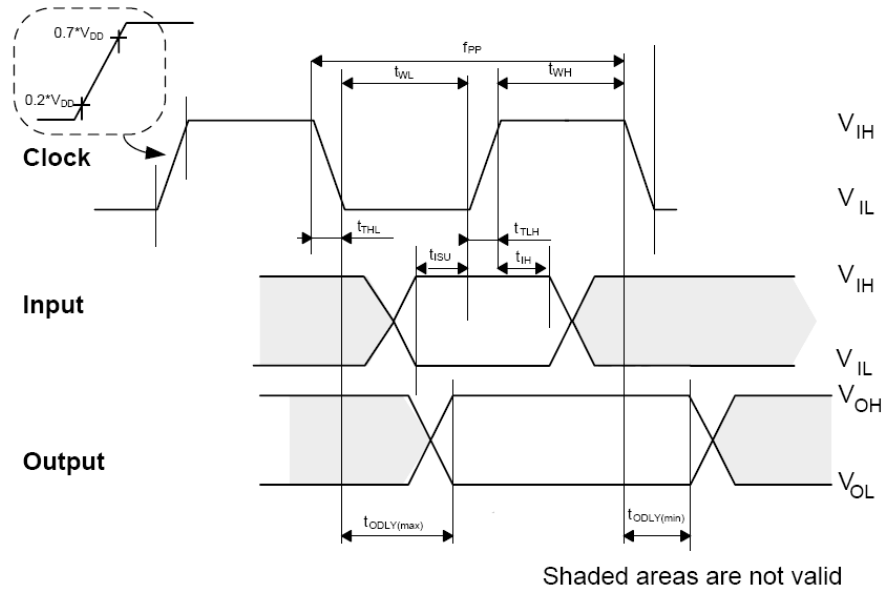 0.7*VDD
0.2*VDD
fPP
tWL
tWH
Clock
VIH
VIL
tTHL
tTLH
tISU
tIH
Input
VIH
VIL
Output
VOH
VOL
tODLY(max)
tODLY(min)
Shaded areas are not valid